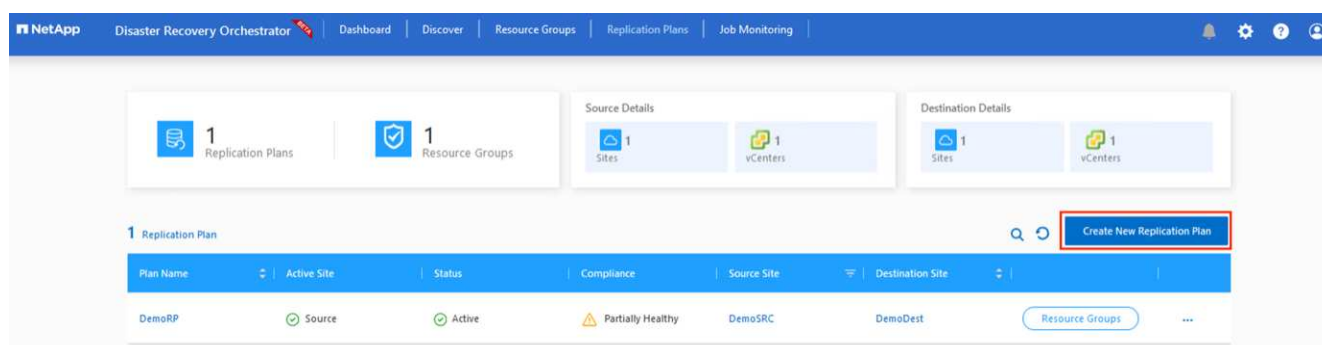 NetApp Disaster Recovery Orchestrator Dashboard Discover Resource Groups Replication Plans Job Monitoring
1
Replication Plans
1
Resource Groups
Source Details
1
Sites
1
vCenters
Destination Details
1
Sites
1
vCenters
1 Replication Plan
Create New Replication Plan
Plan Name Active Site Status Compliance Source Site Destination Site
DemoRP Source Active Partially Healthy DemoSRC DemoDest Resource Groups ...